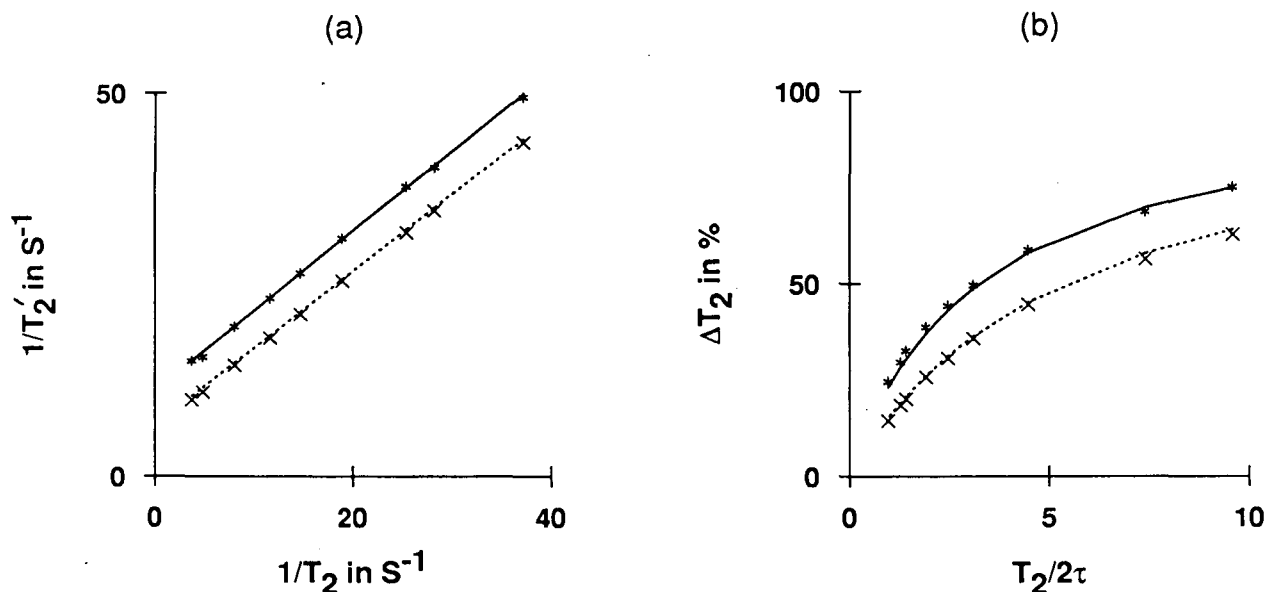 (a)
50
0
0 20 40
1/T₂′ in S⁻¹
1/T₂ in S⁻¹
(b)
100
50
0
0 5 10
ΔT₂ in %
T₂/2τ